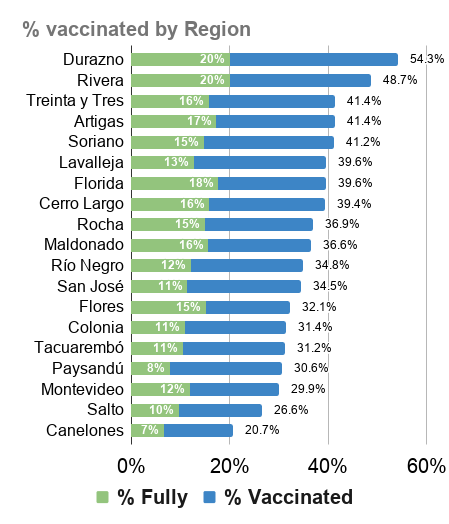 % vaccinated by Region
Durazno 20% 54.3%
Rivera 20% 48.7%
Treinta y Tres 16% 41.4%
Artigas 17% 41.4%
Soriano 15% 41.2%
Lavalleja 13% 39.6%
Florida 18% 39.6%
Cerro Largo 16% 39.4%
Rocha 15% 36.9%
Maldonado 16% 36.6%
Río Negro 12% 34.8%
San José 11% 34.5%
Flores 15% 32.1%
Colonia 11% 31.4%
Tacuarembó 11% 31.2%
Paysandú 8% 30.6%
Montevideo 12% 29.9%
Salto 10% 26.6%
Canelones 7% 20.7%
0% 20% 40% 60%
% Fully % Vaccinated